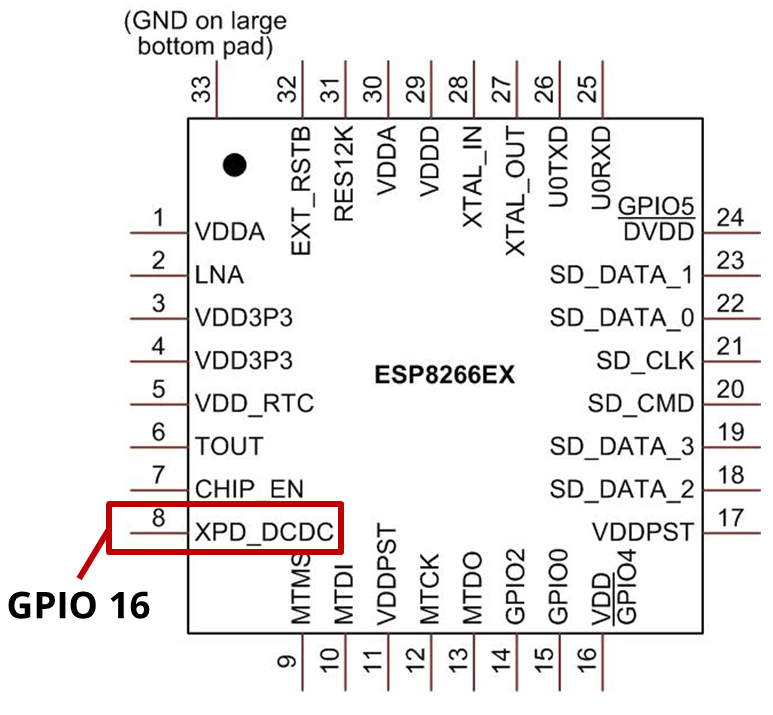 (GND on large
bottom pad)
33
32
31
30
29
28
27
26
25
EXT_RSTB
RES12K
VDDA
VDDD
XTAL_IN
XTAL_OUT
U0TXD
U0RXD
1 VDDA
2 LNA
3 VDD3P3
4 VDD3P3
5 VDD_RTC
6 TOUT
7 CHIP_EN
8 XPD_DCDC
GPIO 16
ESP8266EX
GPIO5
DVDD 24
SD_DATA_1 23
SD_DATA_0 22
SD_CLK 21
SD_CMD 20
SD_DATA_3 19
SD_DATA_2 18
VDDPST 17
MTMS
MTDI
VDDPST
MTCK
MTDO
GPIO2
GPIO0
VDD
GPIO4
9
10
11
12
13
14
15
16